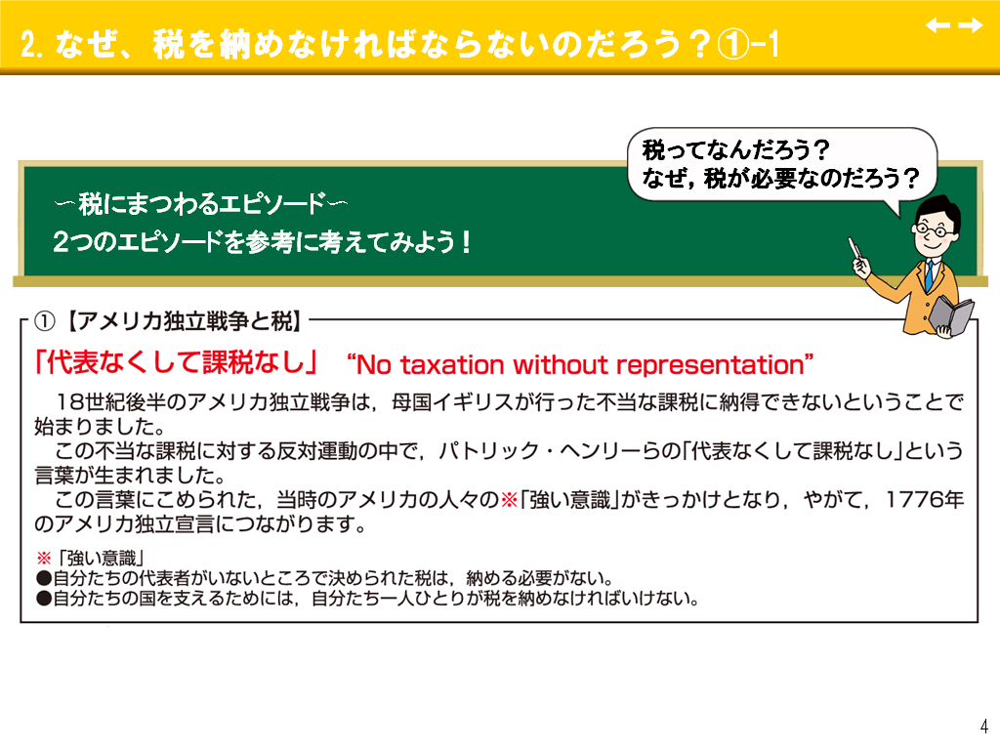 2.なぜ、税を納めなければならないのだろう？①-1
税ってなんだろう？
なぜ，税が必要なのだろう？
〜税にまつわるエピソード〜
2つのエピソードを参考に考えてみよう！
①【アメリカ独立戦争と税】
「代表なくして課税なし」 “No taxation without representation”
18世紀後半のアメリカ独立戦争は，母国イギリスが行った不当な課税に納得できないということで
始まりました。
この不当な課税に対する反対運動の中で，パトリック・ヘンリーらの「代表なくして課税なし」という
言葉が生まれました。
この言葉にこめられた，当時のアメリカの人々の※「強い意識」がきっかけとなり，やがて，1776年
のアメリカ独立宣言につながります。
※「強い意識」
●自分たちの代表者がいないところで決められた税は，納める必要がない。
●自分たちの国を支えるためには，自分たち一人ひとりが税を納めなければいけない。
4